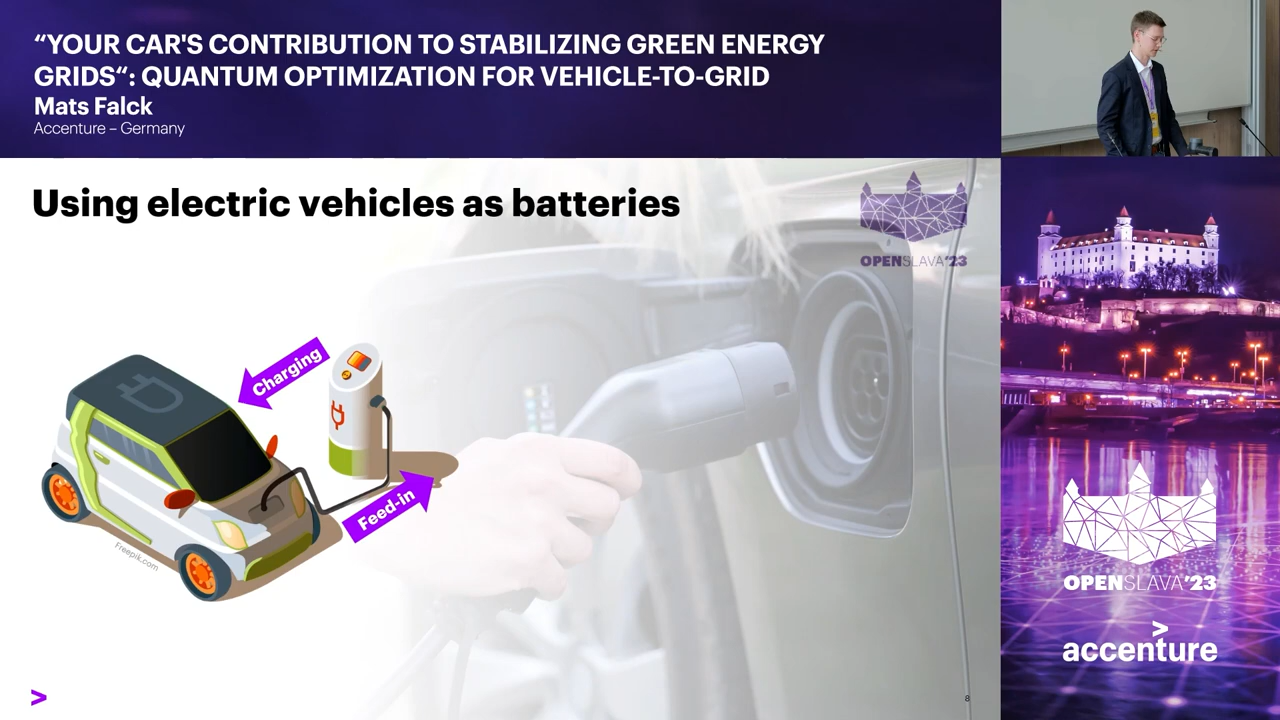 “YOUR CAR'S CONTRIBUTION TO STABILIZING GREEN ENERGY
GRIDS“: QUANTUM OPTIMIZATION FOR VEHICLE-TO-GRID
Mats Falck
Accenture – Germany
Using electric vehicles as batteries
OPENSLAVA'23
Charging
Feed-in
Freepik.com
OPENSLAVA'23
accenture
8